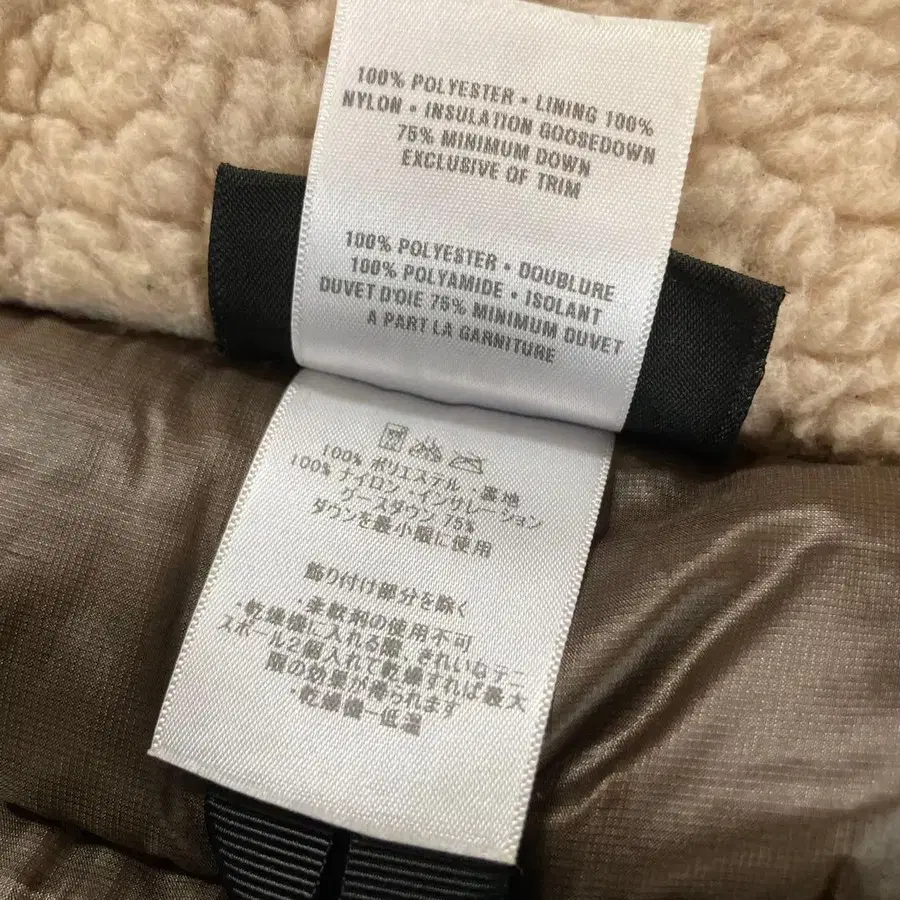 100% POLYESTER • LINING 100%
NYLON • INSULATION GOOSEDOWN
75% MINIMUM DOWN
EXCLUSIVE OF TRIM
100% POLYESTER • DOUBLURE
100% POLYAMIDE • ISOLANT
DUVET D'OIE 75% MINIMUM DUVET
A PART LA GARNITURE
100% ポリエステル・裏地
100% ナイロン・インサレーション
グースダウン 75%
ダウンを最小限に使用
飾り付け部分を除く
・柔軟剤の使用不可
・乾燥機に入れる際、きれいなテニ
スボール2個入れて乾燥すれば最大
限の効果が得られます
・乾燥機ー低温